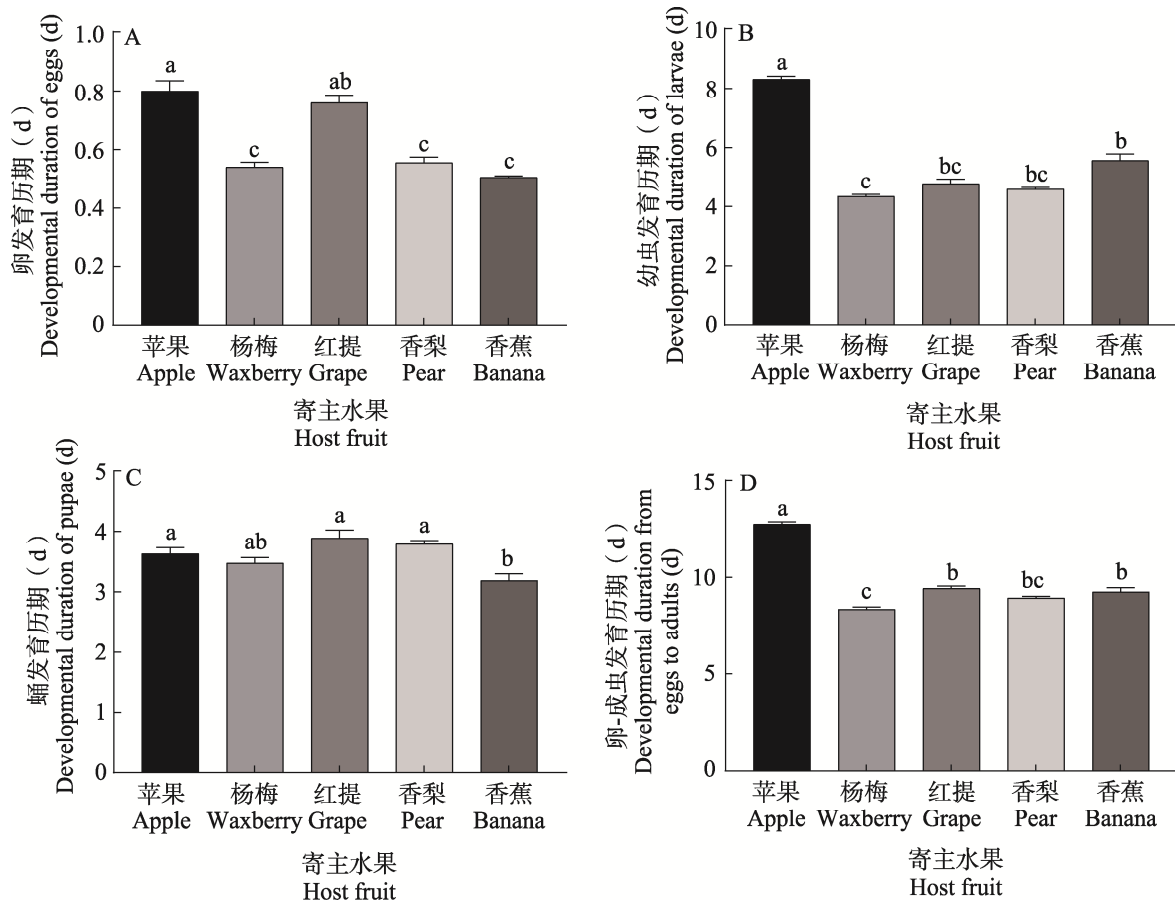 A
卵发育历期（d）
Developmental duration of eggs (d)
1.0
0.8
0.6
0.4
0.2
0
a
c
ab
c
c
苹果 杨梅 红提 香梨 香蕉
Apple Waxberry Grape Pear Banana
寄主水果
Host fruit
B
幼虫发育历期（d）
Developmental duration of larvae (d)
10
8
6
4
2
0
a
c
bc
bc
b
苹果 杨梅 红提 香梨 香蕉
Apple Waxberry Grape Pear Banana
寄主水果
Host fruit
C
蛹发育历期（d）
Developmental duration of pupae (d)
5
4
3
2
1
0
a
ab
a
a
b
苹果 杨梅 红提 香梨 香蕉
Apple Waxberry Grape Pear Banana
寄主水果
Host fruit
D
卵-成虫发育历期（d）
Developmental duration from
eggs to adults (d)
15
10
5
0
a
c
b
bc
b
苹果 杨梅 红提 香梨 香蕉
Apple Waxberry Grape Pear Banana
寄主水果
Host fruit